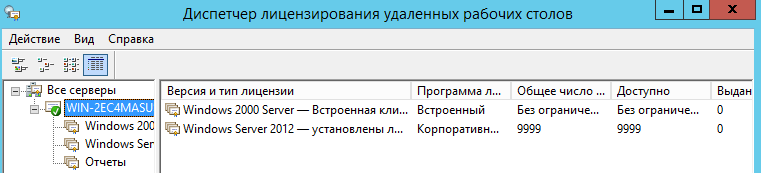 Диспетчер лицензирования удаленных рабочих столов
Действие Вид Справка
Все серверы
WIN-2EC4MASU
Windows 200
Windows Ser
Отчеты
Версия и тип лицензии Программа л... Общее число ... Доступно Выдан
Windows 2000 Server — Встроенная кли... Встроенный Без ограниче... Без ограниче... 0
Windows Server 2012 — установлены л... Корпоративн... 9999 9999 0